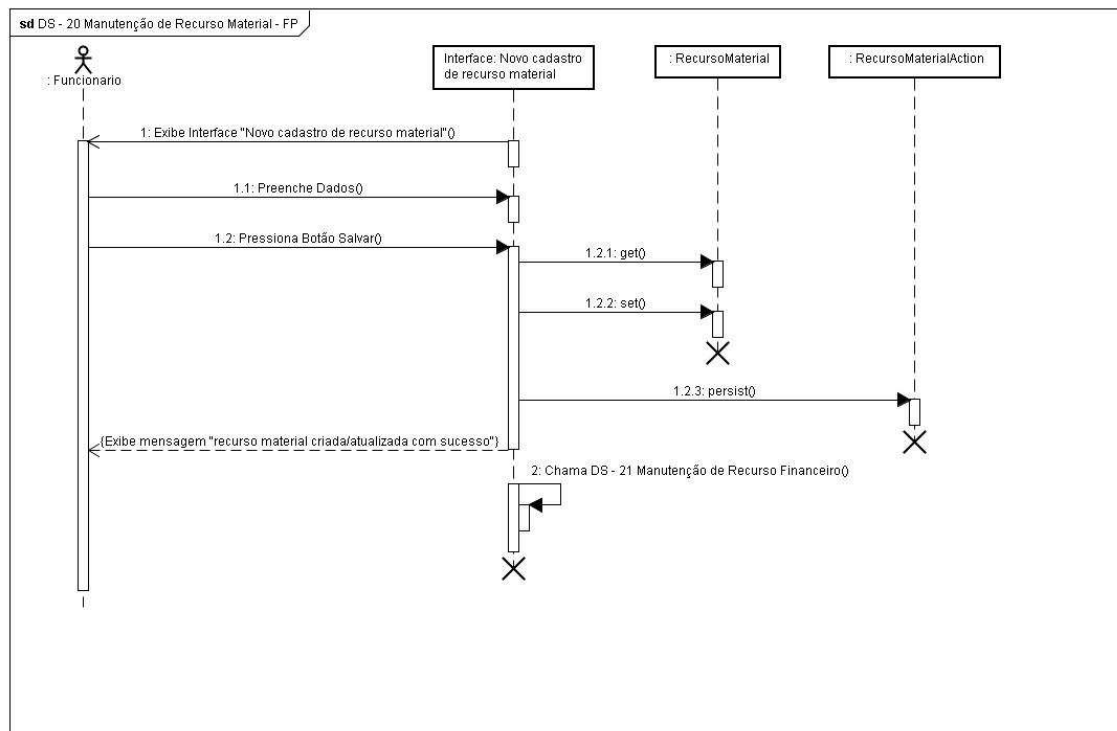 sd DS - 20 Manutenção de Recurso Material - FP
: Funcionario
Interface: Novo cadastro
de recurso material
: RecursoMaterial
: RecursoMaterialAction
1: Exibe Interface "Novo cadastro de recurso material"()
1.1: Preenche Dados()
1.2: Pressiona Botão Salvar()
1.2.1: get()
1.2.2: set()
1.2.3: persist()
{Exibe mensagem "recurso material criada/atualizada com sucesso"}
2: Chama DS - 21 Manutenção de Recurso Financeiro()